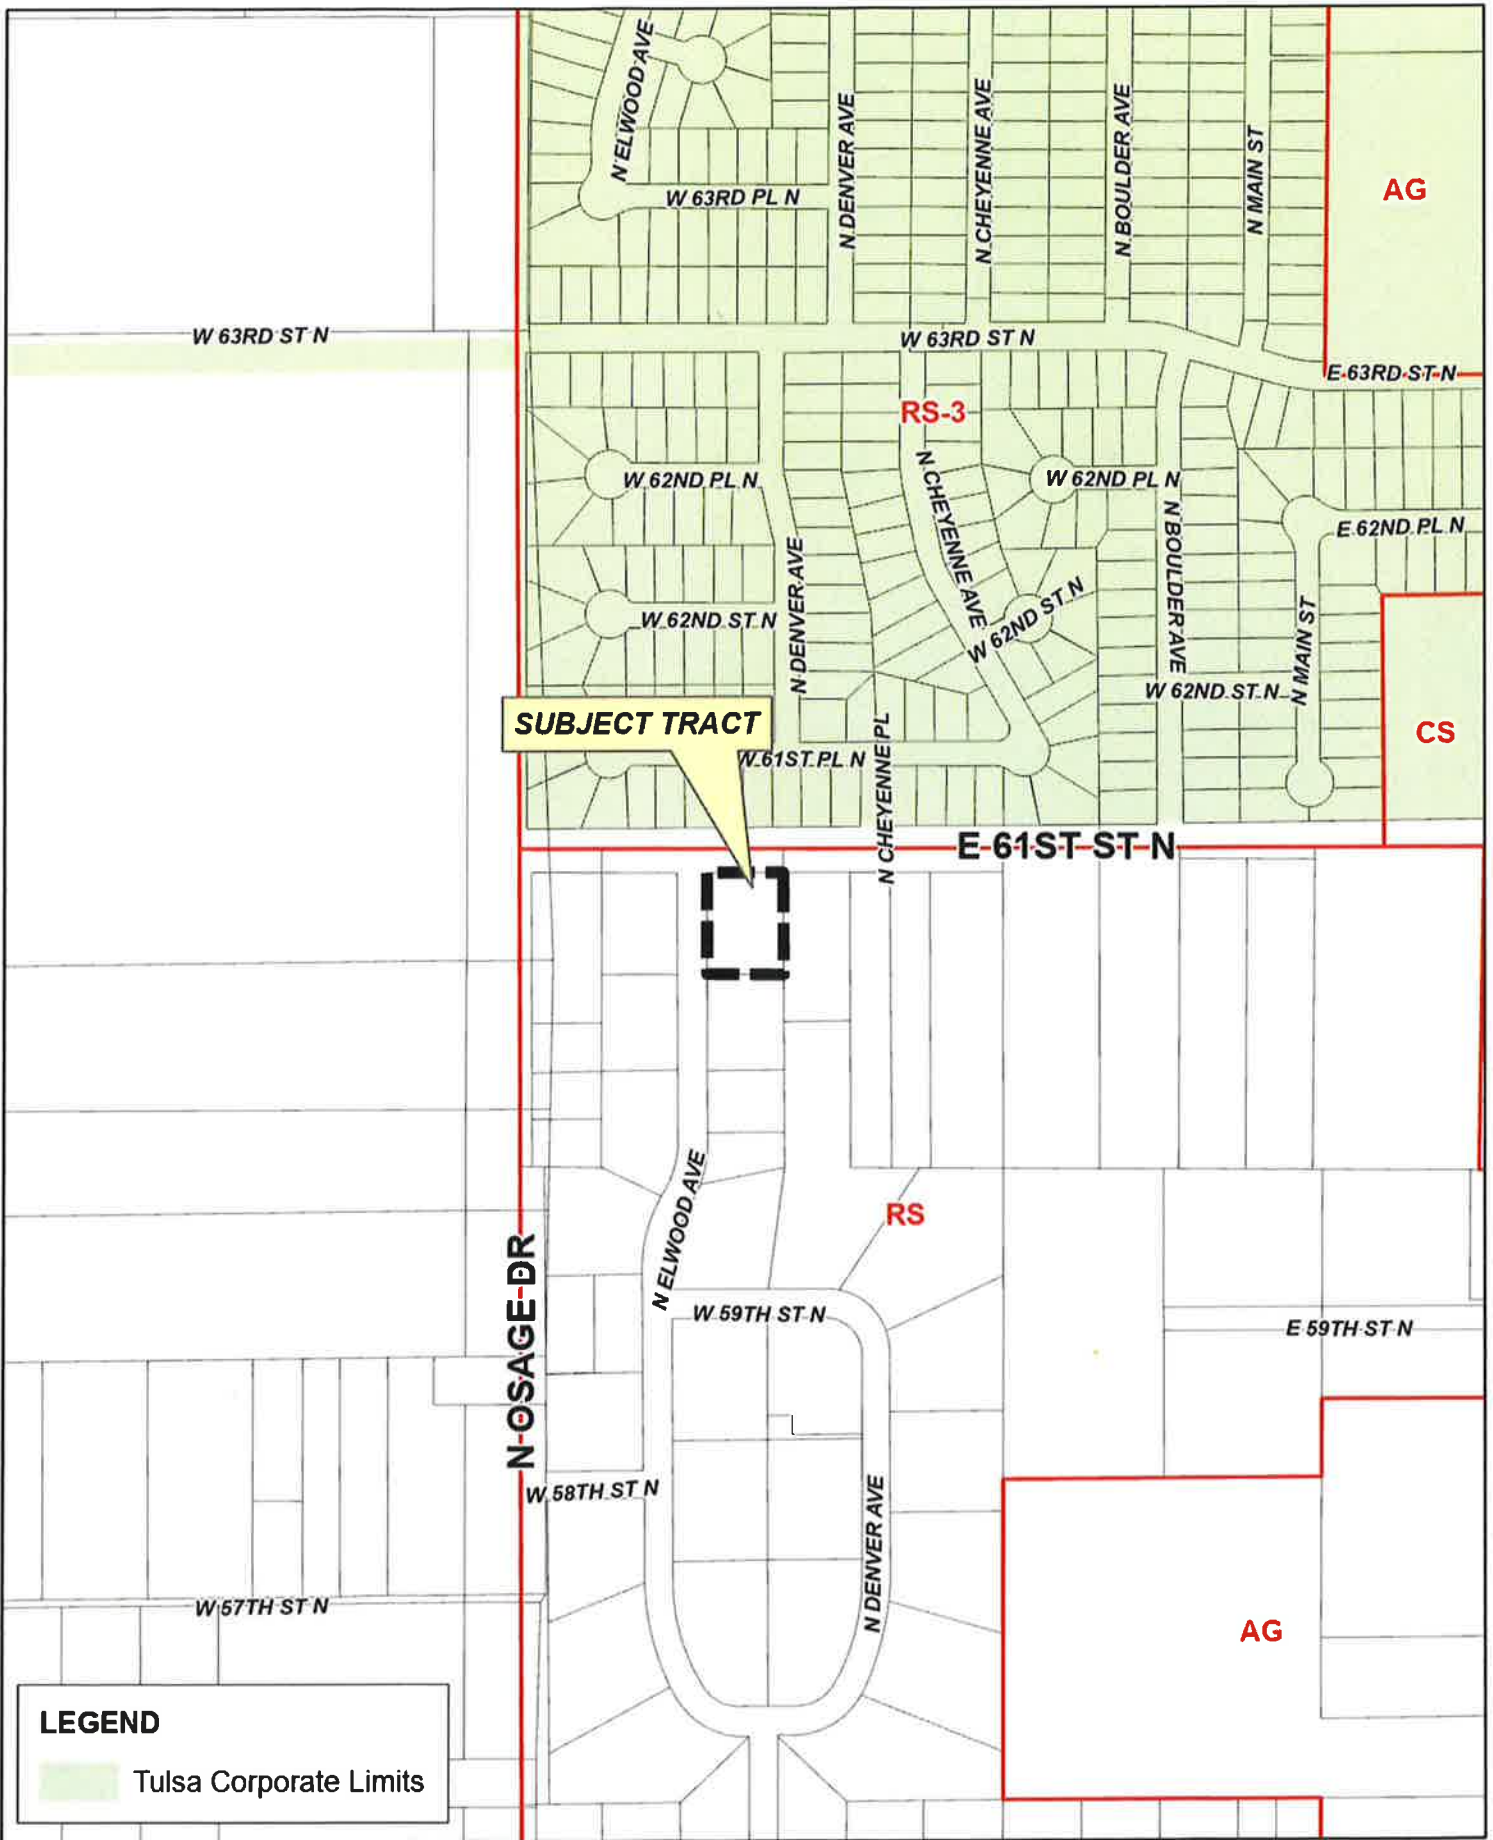 N ELWOOD AVE
N DENVER AVE
N CHEYENNE AVE
N BOULDER AVE
N MAIN ST
AG
W 63RD PL N
W 63RD ST N
W 63RD ST N
E 63RD ST N
RS-3
W 62ND PL N
N CHEYENNE AVE
W 62ND PL N
N BOULDER AVE
E 62ND PL N
N DENVER AVE
W 62ND ST N
W 62ND ST N
N MAIN ST
W 62ND ST N
SUBJECT TRACT
CS
W 61ST PL N
N CHEYENNE PL
E 61ST ST N
N ELWOOD AVE
RS
N OSAGE DR
W 59TH ST N
E 59TH ST N
W 58TH ST N
N DENVER AVE
W 57TH ST N
AG
LEGEND
Tulsa Corporate Limits